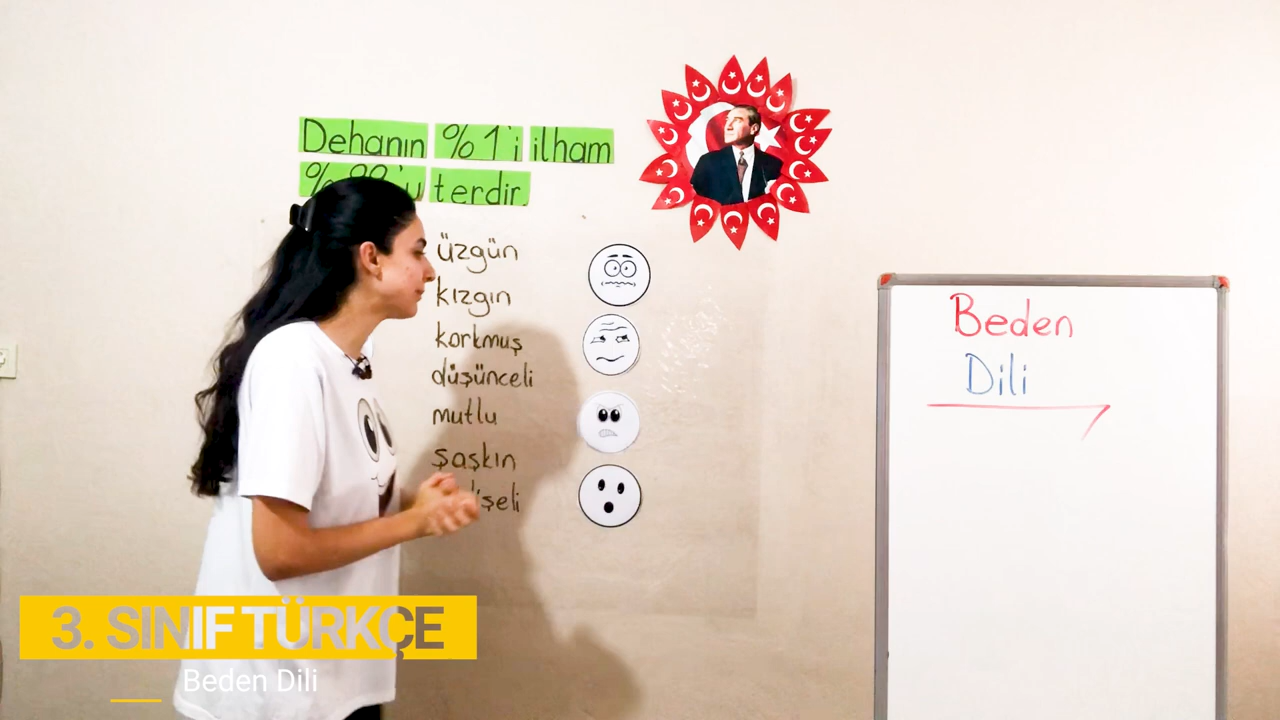 Dehanın %1'i ilham
terdir.
üzgün
kızgın
korkmuş
düşünceli
mutlu
şaşkın
Beden
Dili
3. SINIF TÜRKÇE
Beden Dili